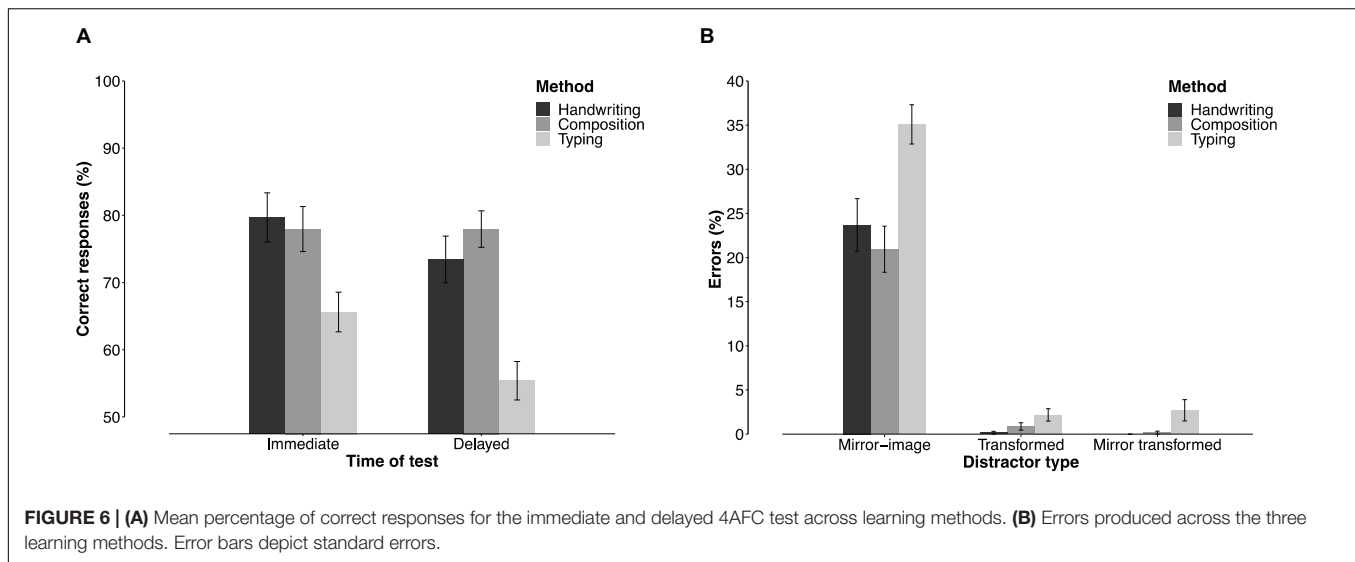 A
Correct responses (%)
100
90
80
70
60
50
Method
Handwriting
Composition
Typing
Immediate
Delayed
Time of test
B
Errors (%)
40
35
30
25
20
15
10
5
0
Method
Handwriting
Composition
Typing
Mirror−image
Transformed
Mirror transformed
Distractor type
FIGURE 6 | (A) Mean percentage of correct responses for the immediate and delayed 4AFC test across learning methods. (B) Errors produced across the three
learning methods. Error bars depict standard errors.